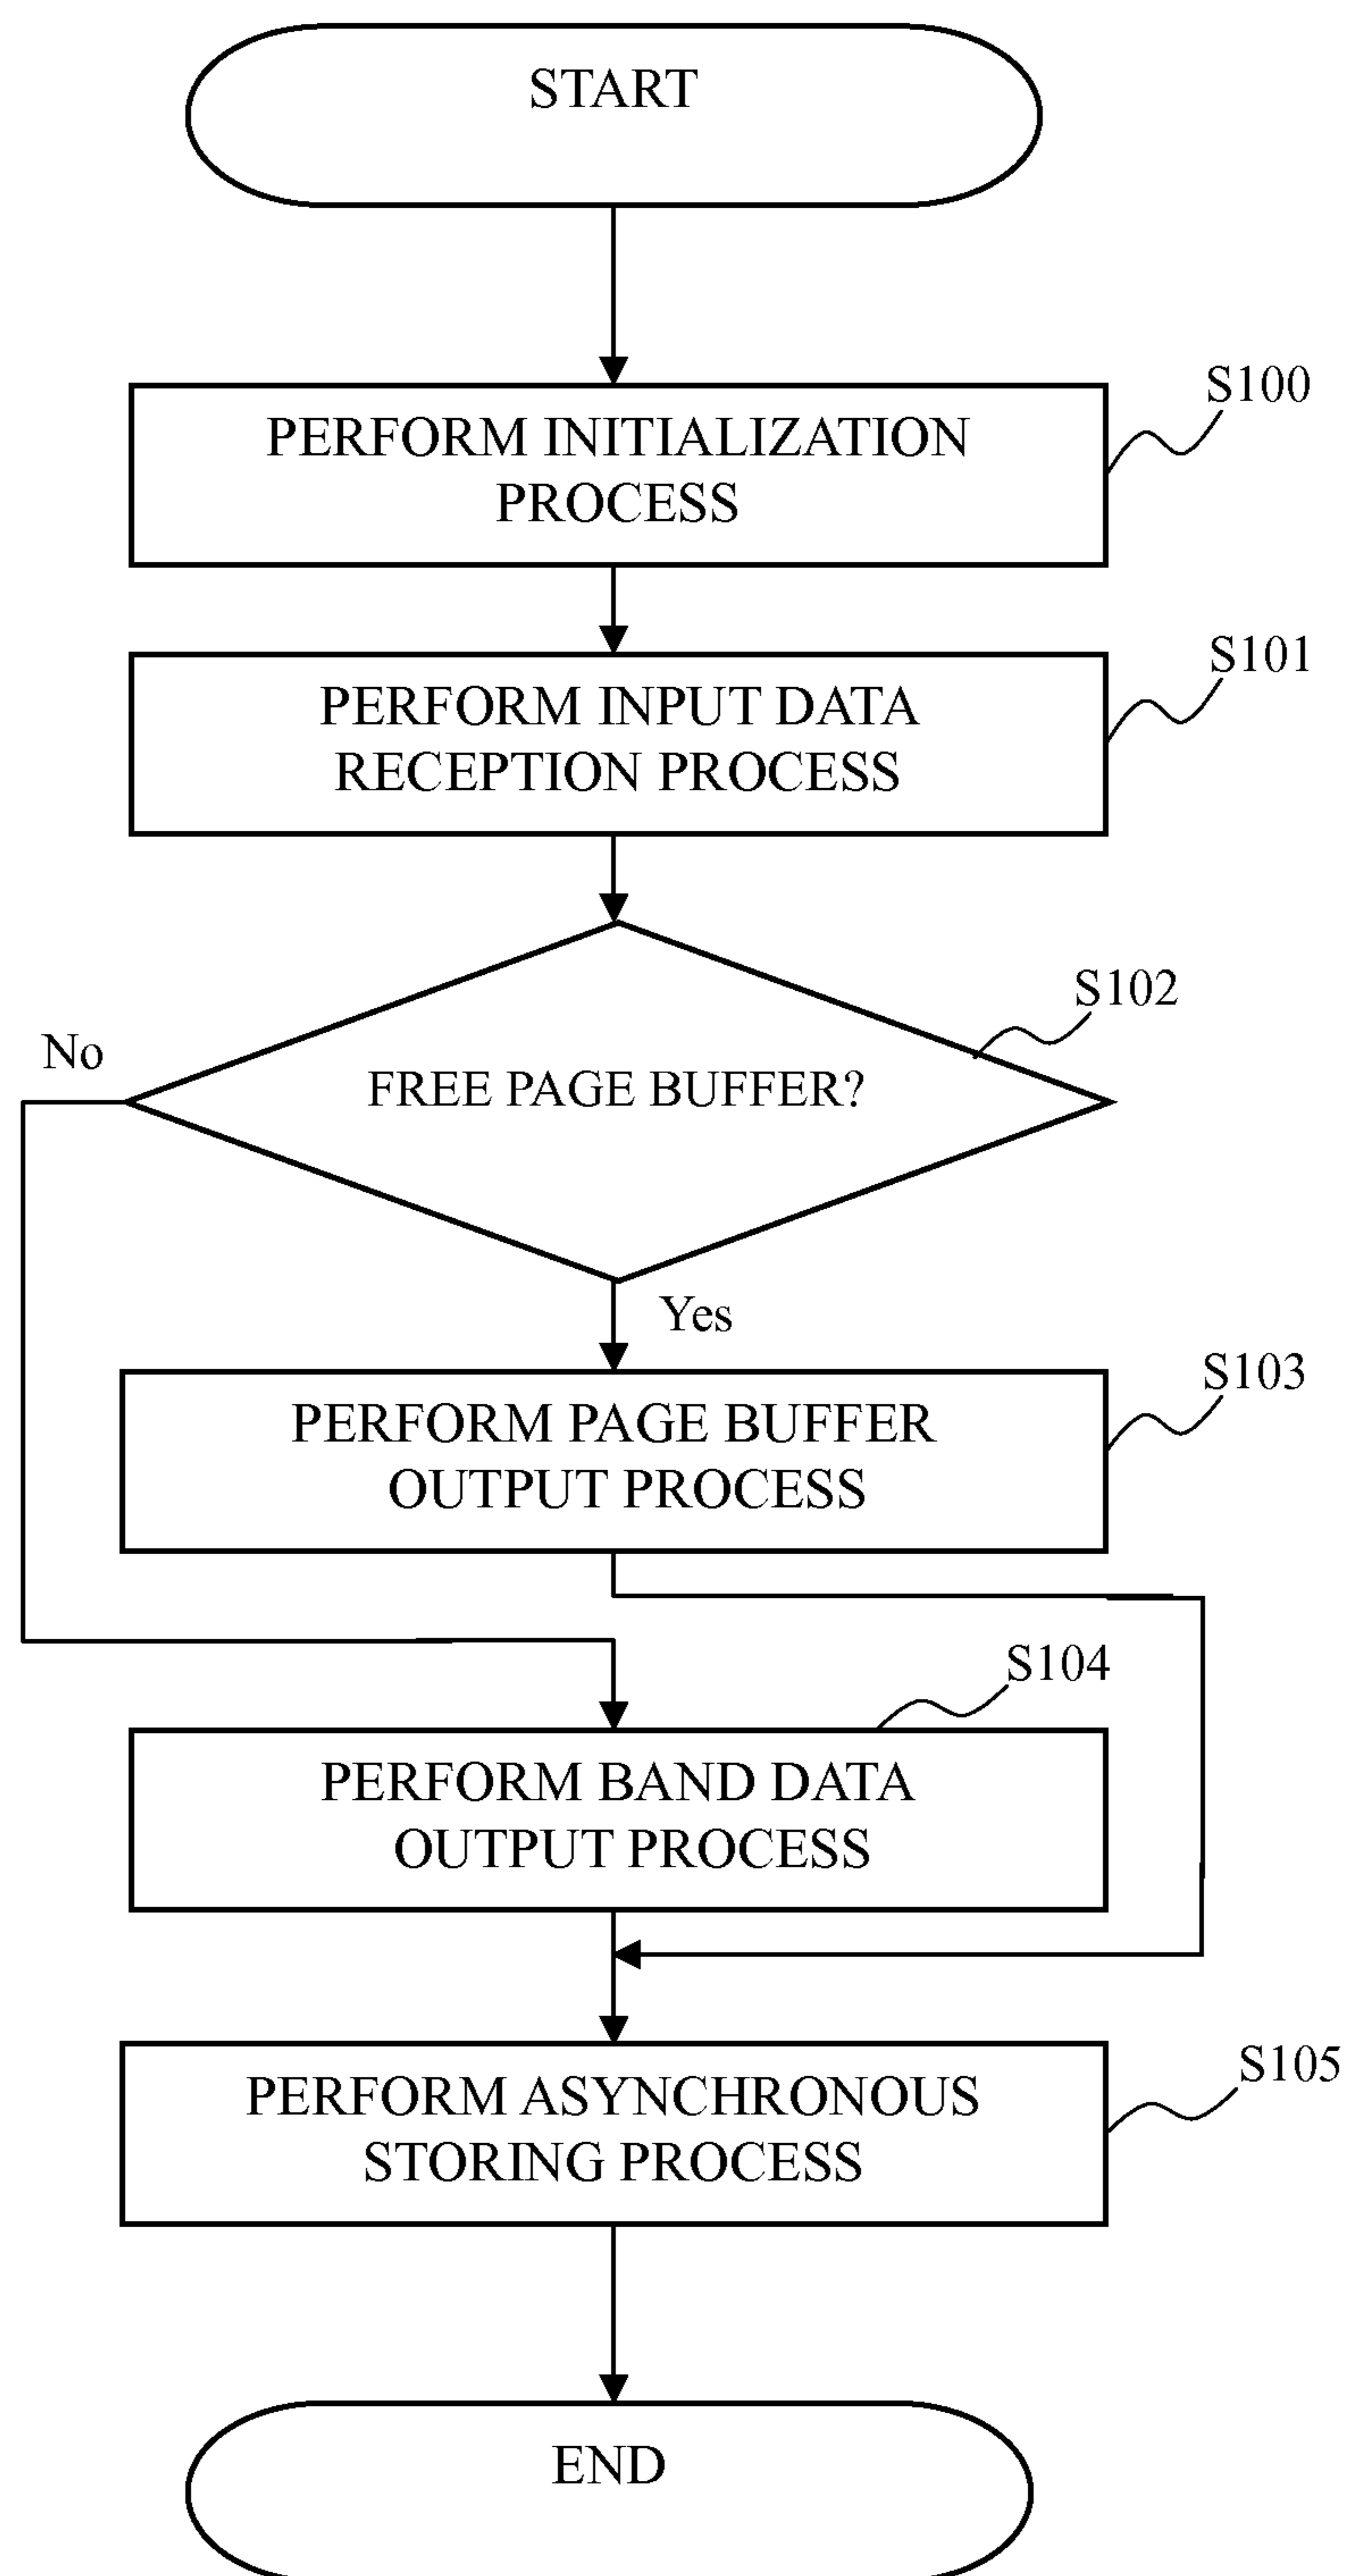 START
S100
PERFORM INITIALIZATION
PROCESS
S101
PERFORM INPUT DATA
RECEPTION PROCESS
S102
No
FREE PAGE BUFFER?
Yes
S103
PERFORM PAGE BUFFER
OUTPUT PROCESS
S104
PERFORM BAND DATA
OUTPUT PROCESS
S105
PERFORM ASYNCHRONOUS
STORING PROCESS
END